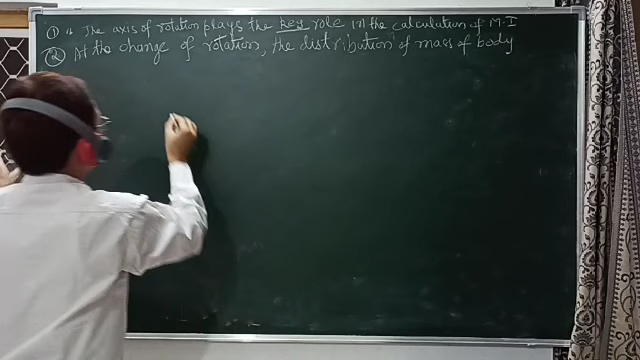 ① " The axis of rotation plays the key role in the calculation of M.I
② At the change of rotation, the distribution of mass of body